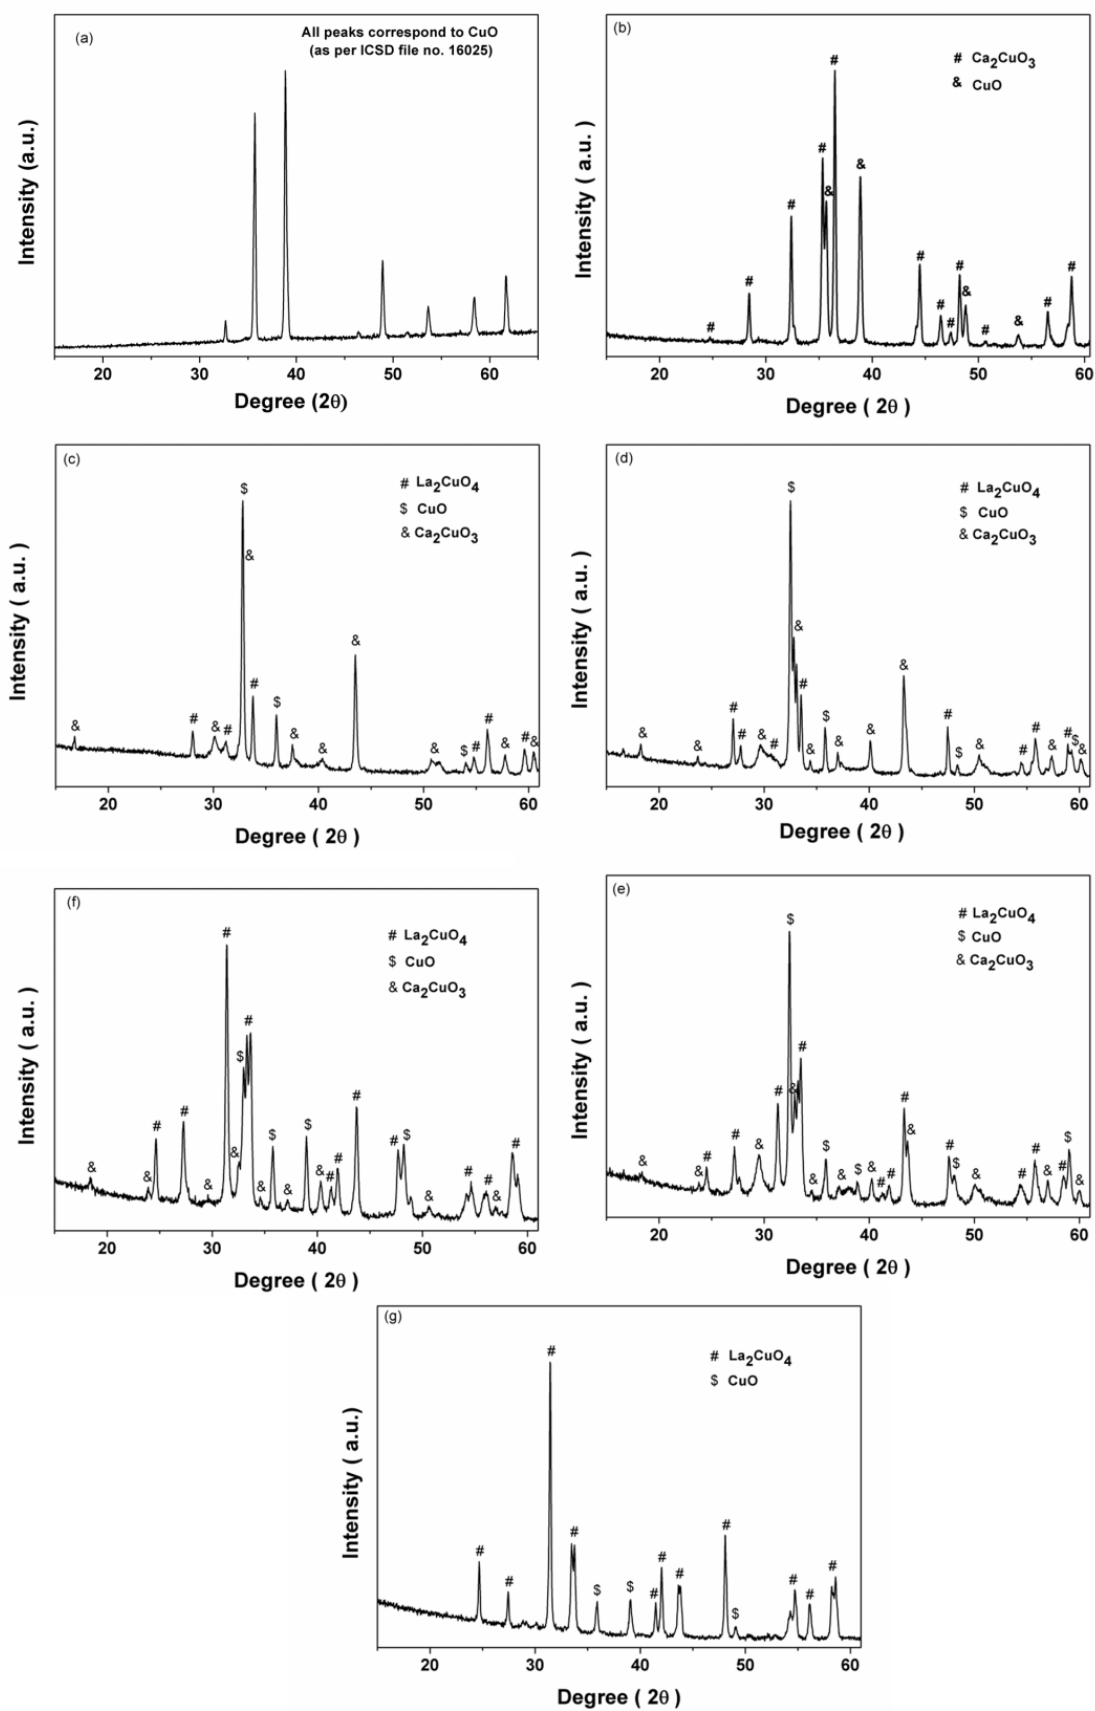 (a)
All peaks correspond to CuO
(as per ICSD file no. 16025)
Intensity (a.u.)
20 30 40 50 60
Degree (2θ)
(b)
# Ca2CuO3
& CuO
Intensity ( a.u. )
# # # # & # & # # # # & # & # #
20 30 40 50 60
Degree ( 2θ )
(c)
# La2CuO4
$ CuO
& Ca2CuO3
Intensity ( a.u. )
& # & # $ & # $ & & & & $ # # & # &
20 30 40 50 60
Degree ( 2θ )
(d)
# La2CuO4
$ CuO
& Ca2CuO3
Intensity ( a.u. )
& & # # & # $ & # & $ & & & # $ & # # & # $ &
20 30 40 50 60
Degree ( 2θ )
(f)
# La2CuO4
$ CuO
& Ca2CuO3
Intensity ( a.u. )
& & # # & # & $ # & $ & $ & # # # # $ & # # & #
20 30 40 50 60
Degree ( 2θ )
(e)
# La2CuO4
$ CuO
& Ca2CuO3
Intensity ( a.u. )
& & # # & # $ & # & $ & $ & # # # & # $ & # # & # $ &
20 30 40 50 60
Degree ( 2θ )
(g)
# La2CuO4
$ CuO
Intensity ( a.u.)
# # # # $ $ # # # # $ # # #
20 30 40 50 60
Degree ( 2θ )